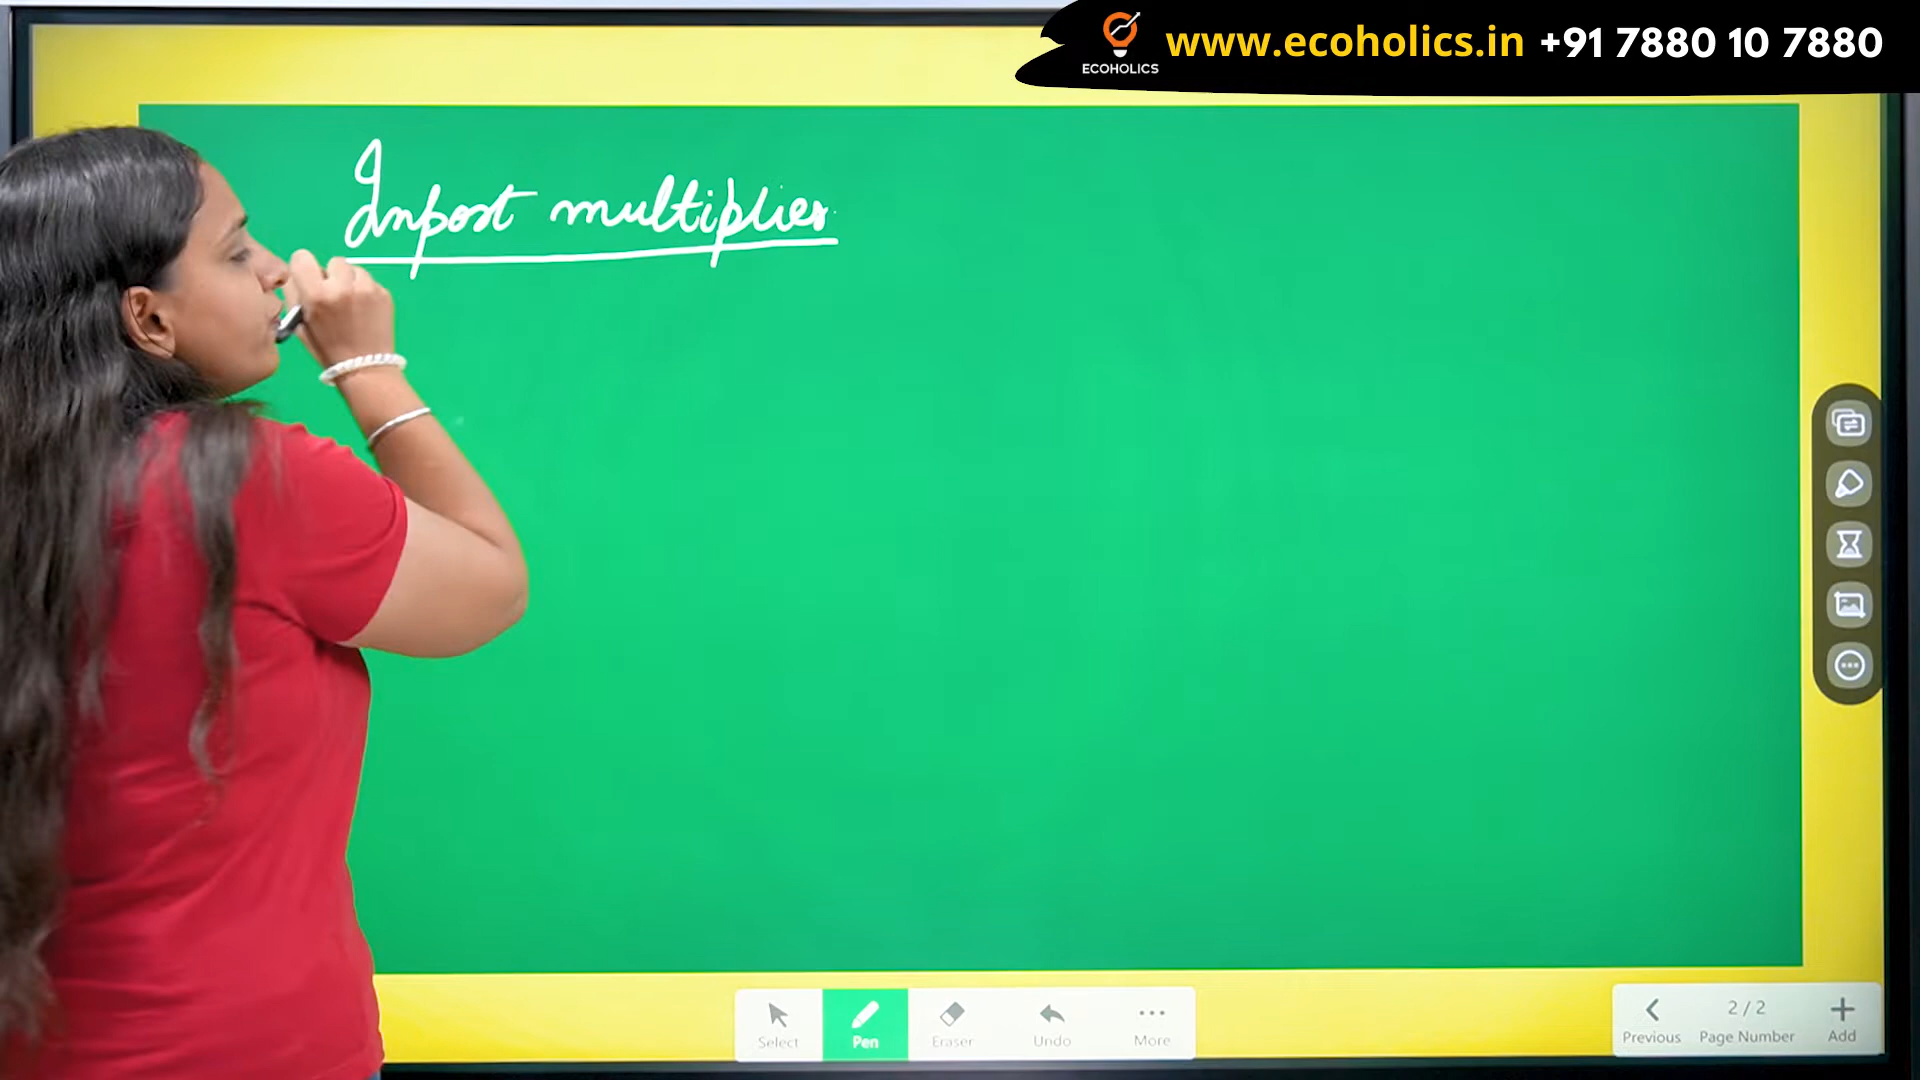 www.ecoholics.in +91 7880 10 7880
ECOHOLICS
Inpost multiplier
Select
Pen
Eraser
Undo
More
Previous
2 / 2
Page Number
Add